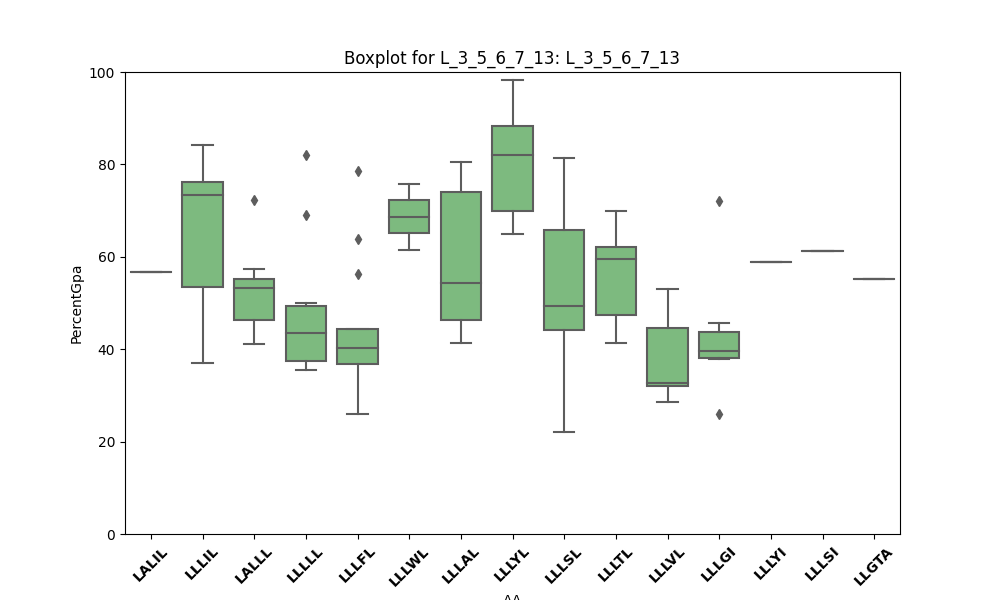 Boxplot for L_3_5_6_7_13: L_3_5_6_7_13
PercentGpa
100
80
60
40
20
0
LALIL LLLIL LALLL LLLLL LLLFL LLLWL LLLAL LLLYL LLLSL LLLTL LLLVL LLLGI LLLYI LLLSI LLGTA
AA